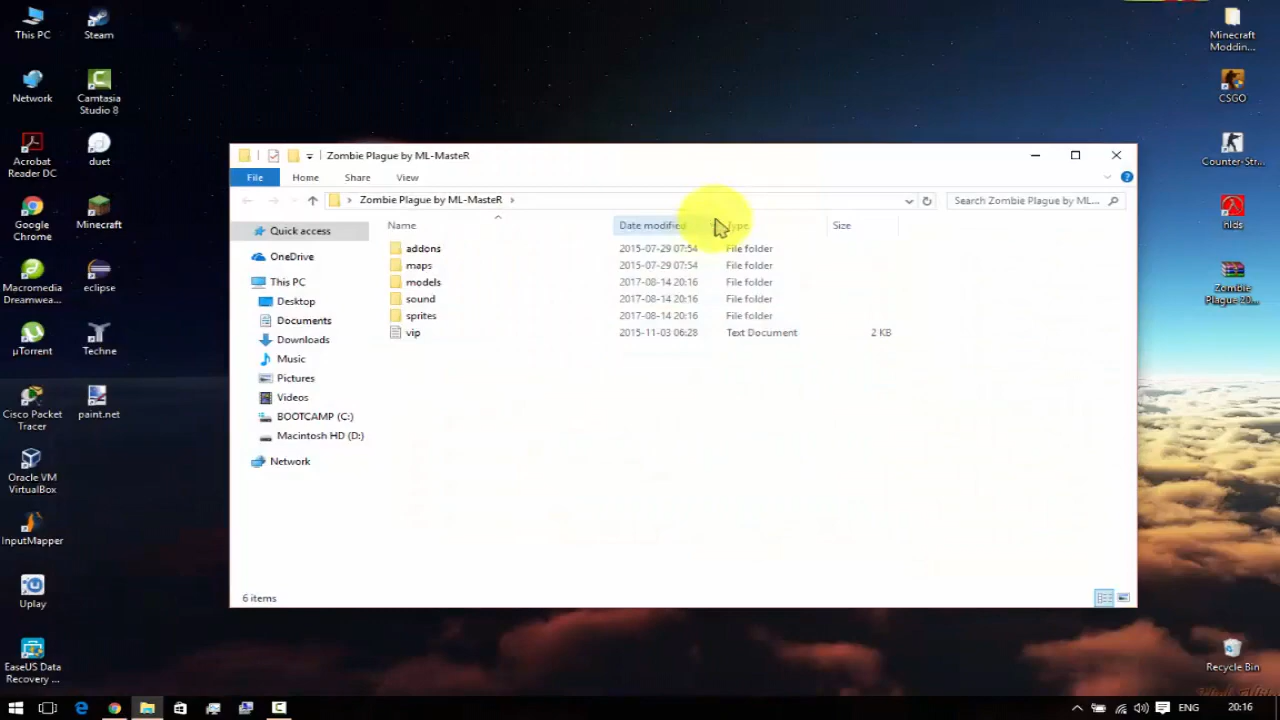 This PC
Steam
Network
Camtasia
Studio 8
Acrobat
Reader DC
duet
Google
Chrome
Minecraft
Macromedia
Dreamwea...
eclipse
µTorrent
Techne
Cisco Packet
Tracer
paint.net
Oracle VM
VirtualBox
InputMapper
Uplay
EaseUS Data
Recovery ...
Zombie Plague by ML-MasteR
File
Home
Share
View
Zombie Plague by ML-MasteR
Search Zombie Plague by ML-M...
Quick access
OneDrive
This PC
Desktop
Documents
Downloads
Music
Pictures
Videos
BOOTCAMP (C:)
Macintosh HD (D:)
Network
Name Date modified Type Size
addons 2015-07-29 07:54 File folder
maps 2015-07-29 07:54 File folder
models 2017-08-14 20:16 File folder
sound 2017-08-14 20:16 File folder
sprites 2017-08-14 20:16 File folder
vip 2015-11-03 06:28 Text Document 2 KB
6 items
Minecraft
Modding...
CSGO
Counter-Str...
nlds
Zombie
Plague 20...
Recycle Bin
ENG
20:16